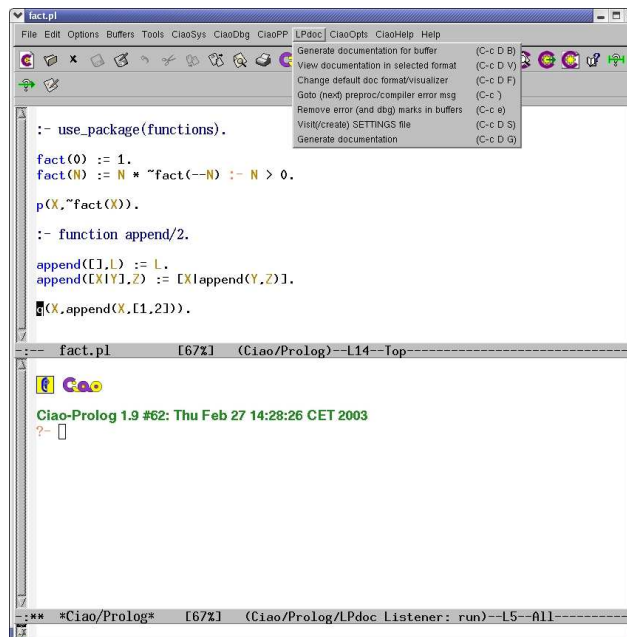 fact.pl
File Edit Options Buffers Tools CiaoSys CiaoDbg CiaoPP LPdoc CiaoOpts CiaoHelp Help
Generate documentation for buffer (C-c D B)
View documentation in selected format (C-c D V)
Change default doc format/visualizer (C-c D F)
Goto (next) preproc/compiler error msg (C-c `)
Remove error (and dbg) marks in buffers (C-c e)
Visit(/create) SETTINGS file (C-c D S)
Generate documentation (C-c D G)
:- use_package(functions).
fact(0) := 1.
fact(N) := N * ~fact(--N) :- N > 0.
p(X,~fact(X)).
:- function append/2.
append([],L) := L.
append([X|Y],Z) := [X|append(Y,Z)].
q(X,append(X,[1,2])).
-:-- fact.pl [67%] (Ciao/Prolog)--L14--Top----------------------------
Ciao
Ciao-Prolog 1.9 #62: Thu Feb 27 14:28:26 CET 2003
?-
-:** *Ciao/Prolog* [67%] (Ciao/Prolog/LPdoc Listener: run)--L5--All----------